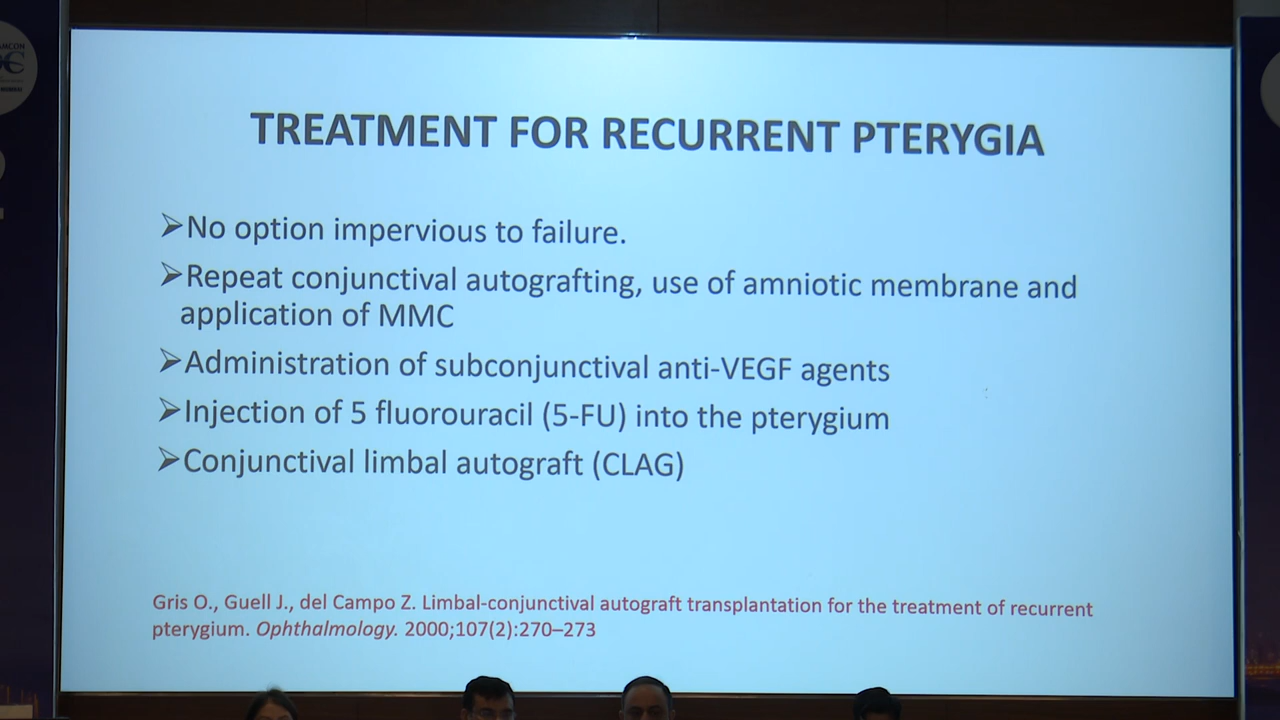 TREATMENT FOR RECURRENT PTERYGIA
➢No option impervious to failure.
➢Repeat conjunctival autografting, use of amniotic membrane and
application of MMC
➢Administration of subconjunctival anti-VEGF agents
➢Injection of 5 fluorouracil (5-FU) into the pterygium
➢Conjunctival limbal autograft (CLAG)
Gris O., Guell J., del Campo Z. Limbal-conjunctival autograft transplantation for the treatment of recurrent
pterygium. Ophthalmology. 2000;107(2):270–273